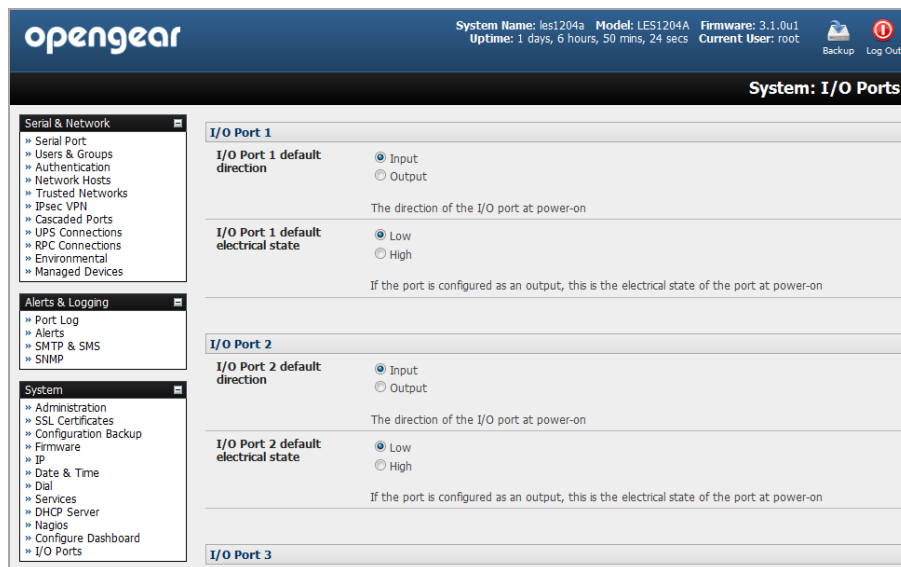 opengear
System Name: les1204a Model: LES1204A Firmware: 3.1.0u1
Uptime: 1 days, 6 hours, 50 mins, 24 secs Current User: root
Backup Log Out
System: I/O Ports
Serial & Network
» Serial Port
» Users & Groups
» Authentication
» Network Hosts
» Trusted Networks
» IPsec VPN
» Cascaded Ports
» UPS Connections
» RPC Connections
» Environmental
» Managed Devices
Alerts & Logging
» Port Log
» Alerts
» SMTP & SMS
» SNMP
System
» Administration
» SSL Certificates
» Configuration Backup
» Firmware
» IP
» Date & Time
» Dial
» Services
» DHCP Server
» Nagios
» Configure Dashboard
» I/O Ports
I/O Port 1
I/O Port 1 default
direction
Input
Output
The direction of the I/O port at power-on
I/O Port 1 default
electrical state
Low
High
If the port is configured as an output, this is the electrical state of the port at power-on
I/O Port 2
I/O Port 2 default
direction
Input
Output
The direction of the I/O port at power-on
I/O Port 2 default
electrical state
Low
High
If the port is configured as an output, this is the electrical state of the port at power-on
I/O Port 3